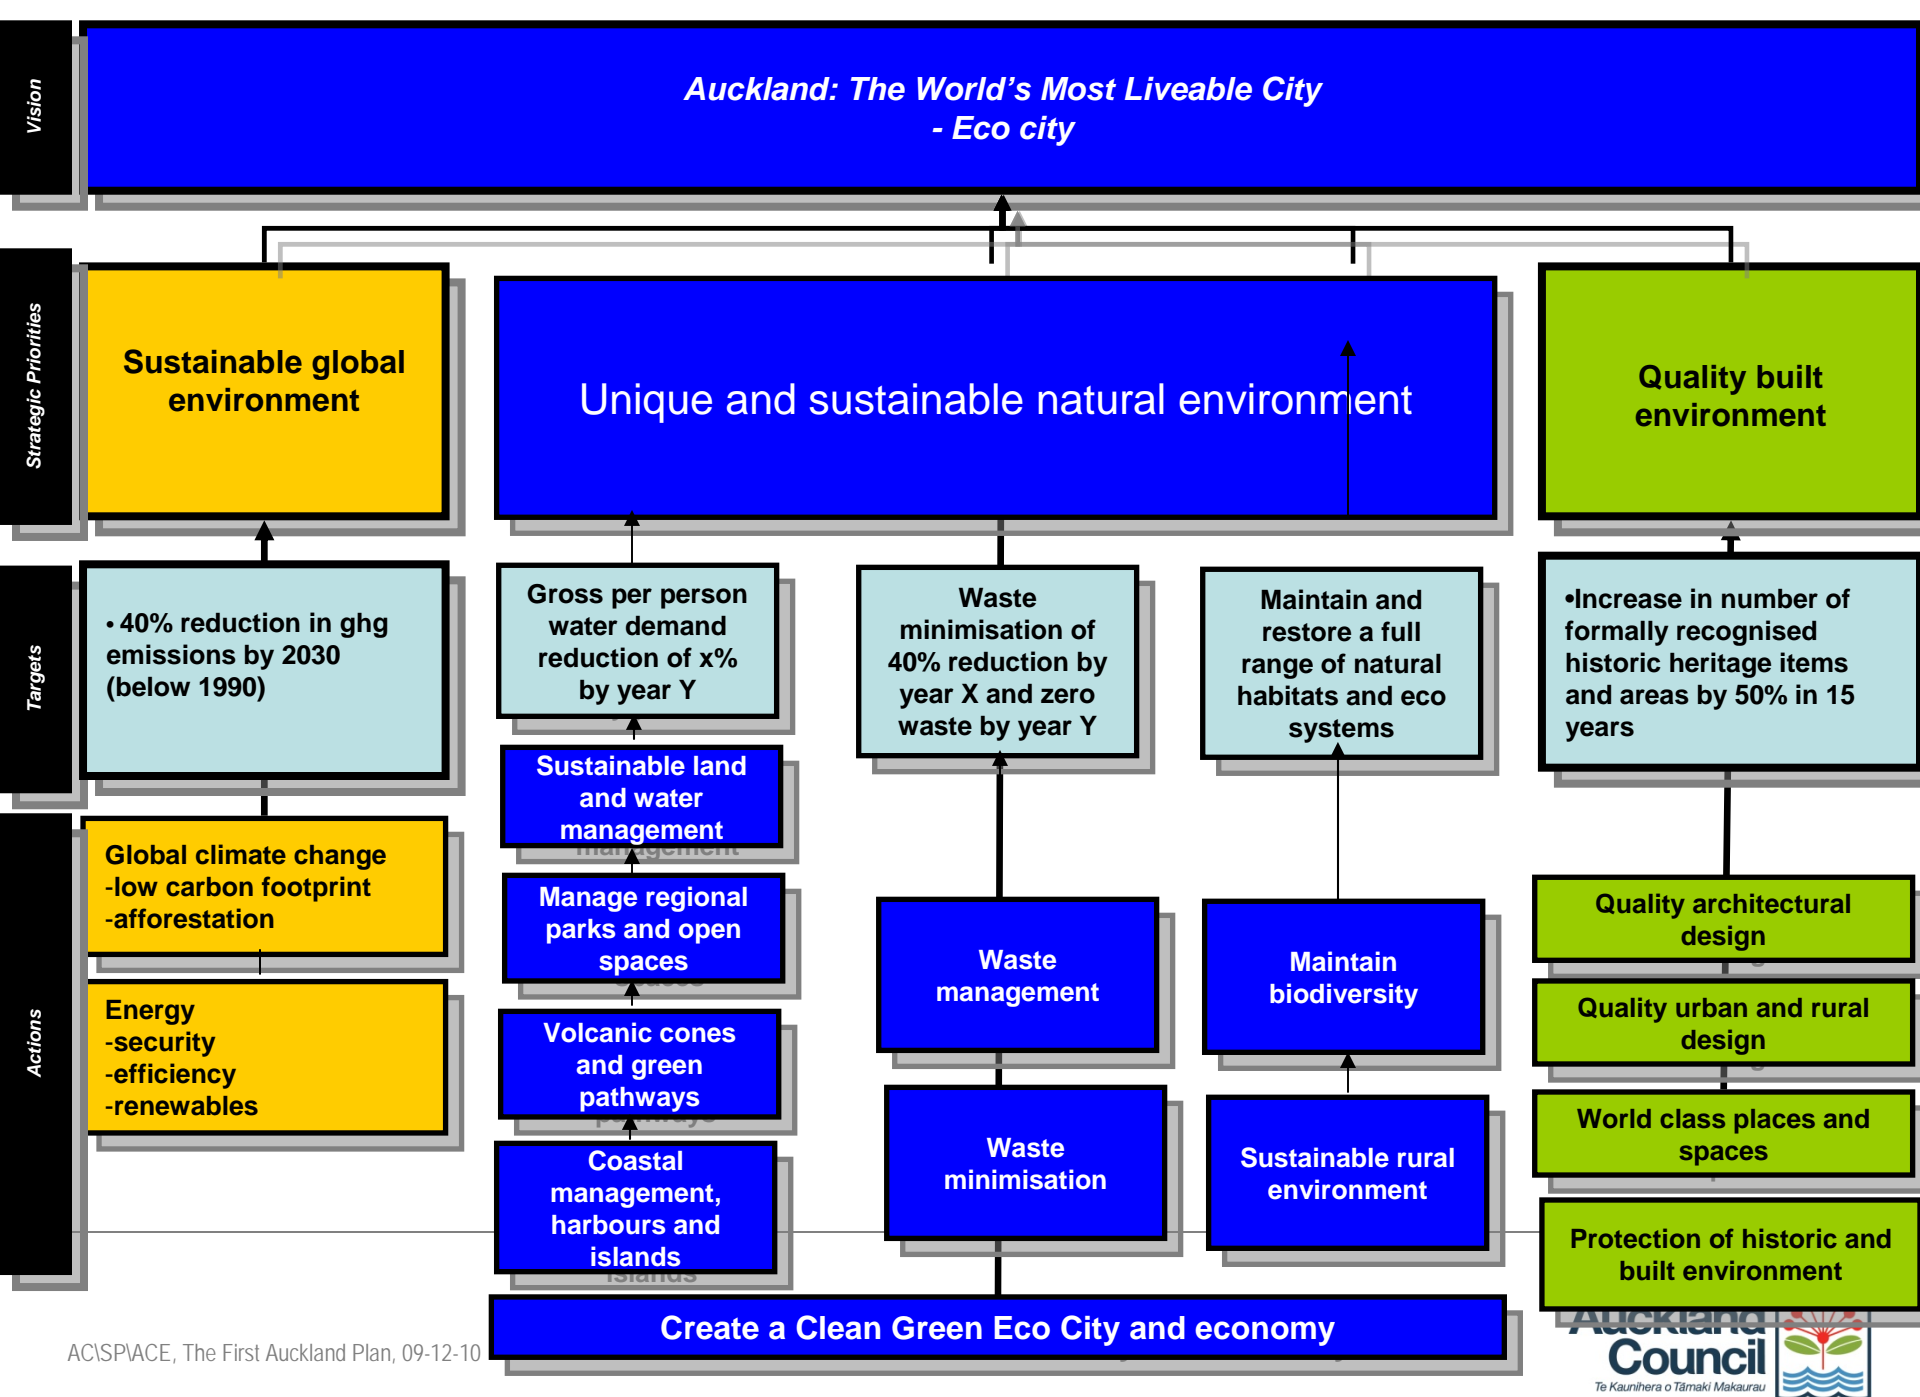 Vision
Auckland: The World's Most Liveable City
- Eco city
Strategic Priorities
Sustainable global
environment
Unique and sustainable natural environment
Quality built
environment
Targets
• 40% reduction in ghg
emissions by 2030
(below 1990)
Gross per person
water demand
reduction of x%
by year Y
Waste
minimisation of
40% reduction by
year X and zero
waste by year Y
Maintain and
restore a full
range of natural
habitats and eco
systems
•Increase in number of
formally recognised
historic heritage items
and areas by 50% in 15
years
Actions
Global climate change
-low carbon footprint
-afforestation
Energy
-security
-efficiency
-renewables
Sustainable land
and water
management
Manage regional
parks and open
spaces
Volcanic cones
and green
pathways
Coastal
management,
harbours and
islands
Waste
management
Waste
minimisation
Maintain
biodiversity
Sustainable rural
environment
Quality architectural
design
Quality urban and rural
design
World class places and
spaces
Protection of historic and
built environment
Create a Clean Green Eco City and economy
AC\SP\ACE, The First Auckland Plan, 09-12-10
Auckland
Council
Te Kaunihera o Tāmaki Makaurau